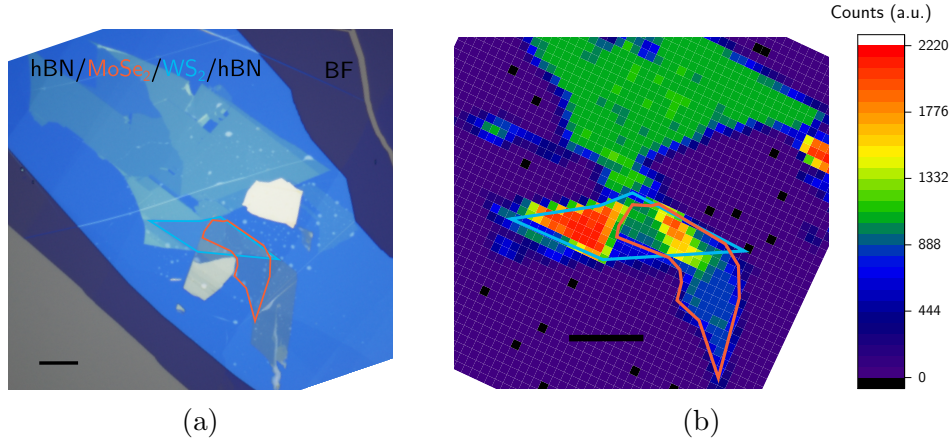 hBN/MoSe₂/WS₂/hBN BF
Counts (a.u.)
2220
1776
1332
888
444
0
(a) (b)